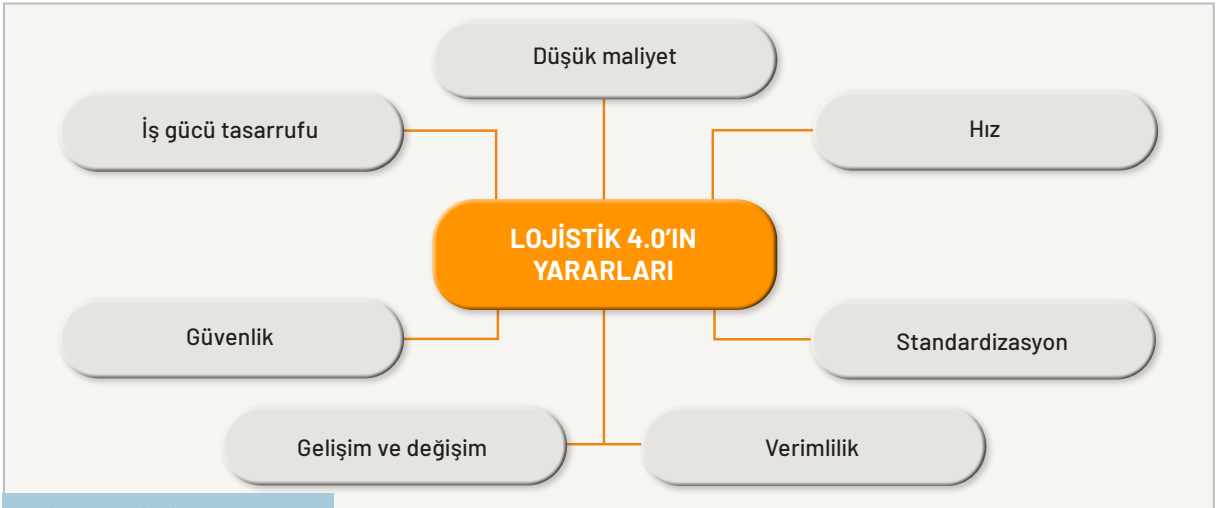 Düşük maliyet
İş gücü tasarrufu
Hız
LOJİSTİK 4.0’IN
YARARLARI
Güvenlik
Standardizasyon
Gelişim ve değişim
Verimlilik